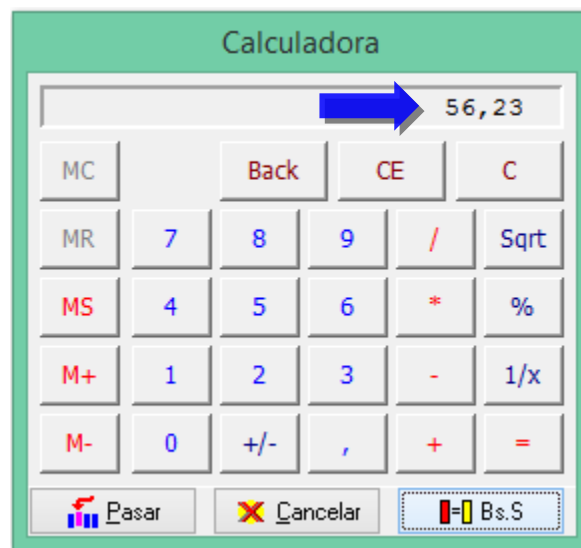 Calculadora
56,23
MC Back CE C
MR 7 8 9 / Sqrt
MS 4 5 6 * %
M+ 1 2 3 - 1/x
M- 0 +/- , + =
Pasar Cancelar = Bs.S